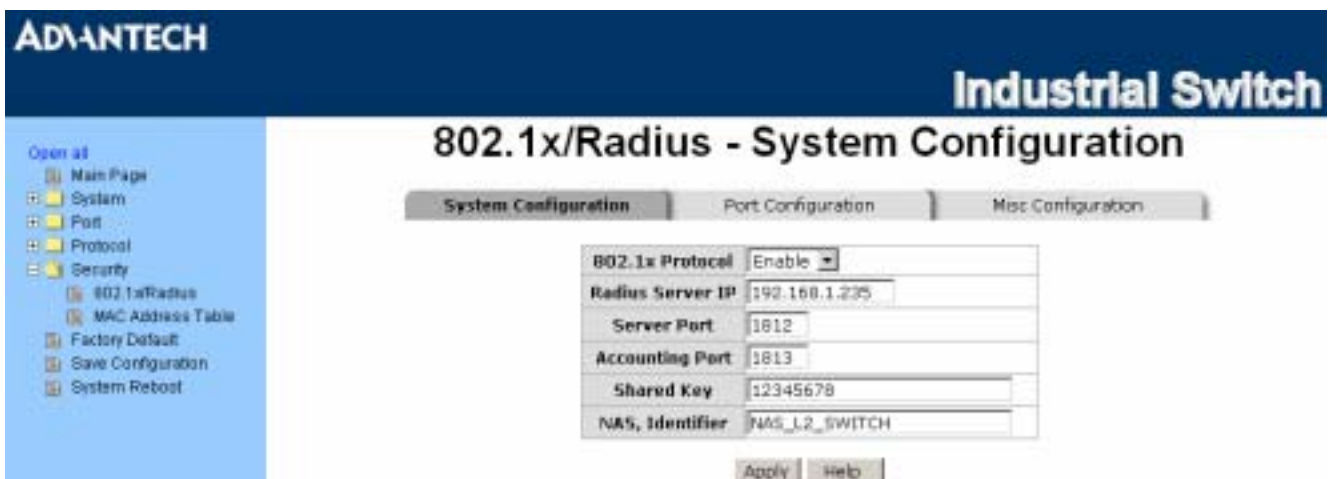 ADVANTECH
Industrial Switch
Open all
Main Page
System
Port
Protocol
Security
802.1x/Radius
MAC Address Table
Factory Default
Save Configuration
System Reboot
802.1x/Radius - System Configuration
System Configuration Port Configuration Misc Configuration
802.1x Protocol Enable
Radius Server IP 192.168.1.235
Server Port 1812
Accounting Port 1813
Shared Key 12345678
NAS, Identifier NAS_L2_SWITCH
Apply Help